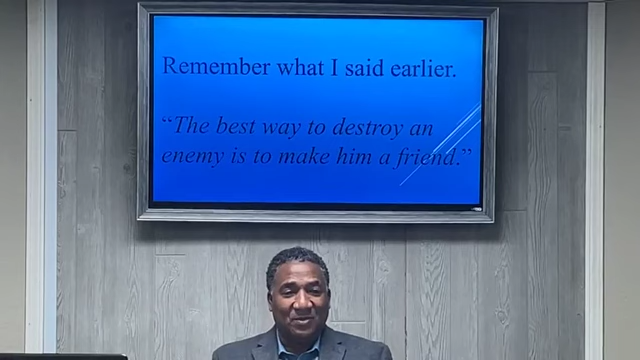 Remember what I said earlier.
“The best way to destroy an
enemy is to make him a friend.”